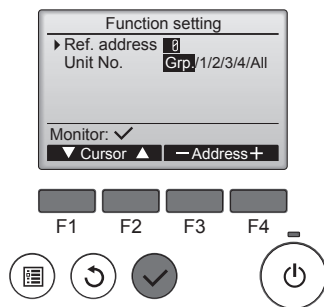 Function setting
Ref. address 0
Unit No. Grp./1/2/3/4/All
Monitor: ✓
▼ Cursor ▲ −Address+
F1 F2 F3 F4